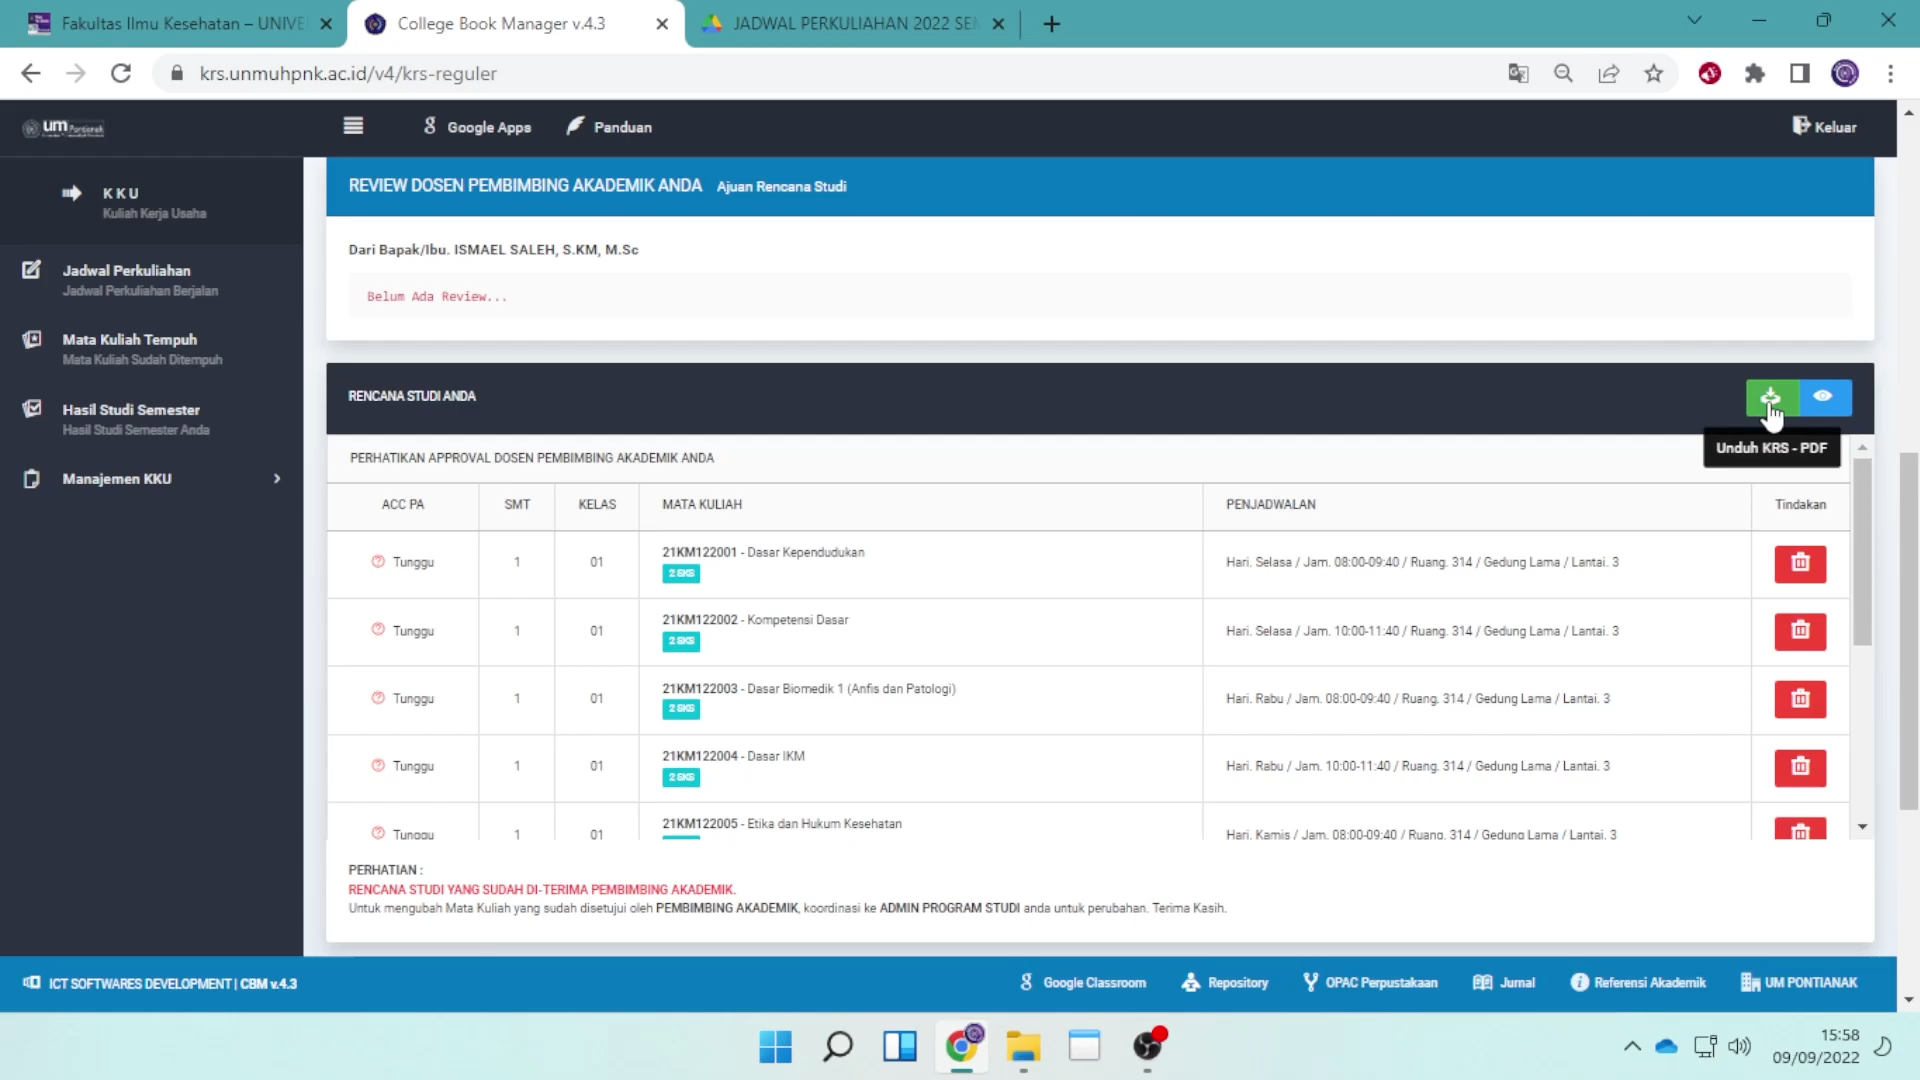 Fakultas Ilmu Kesehatan – UNIVE
College Book Manager v.4.3
JADWAL PERKULIAHAN 2022 SEM
krs.unmuhpnk.ac.id/v4/krs-reguler
um Pontianak
Google Apps
Panduan
Keluar
K K U
Kuliah Kerja Usaha
Jadwal Perkuliahan
Jadwal Perkuliahan Berjalan
Mata Kuliah Tempuh
Mata Kuliah Sudah Ditempuh
Hasil Studi Semester
Hasil Studi Semester Anda
Manajemen KKU
REVIEW DOSEN PEMBIMBING AKADEMIK ANDA Ajuan Rencana Studi
Dari Bapak/Ibu. ISMAEL SALEH, S.KM, M.Sc
Belum Ada Review...
RENCANA STUDI ANDA
Unduh KRS - PDF
PERHATIKAN APPROVAL DOSEN PEMBIMBING AKADEMIK ANDA
ACC PA SMT KELAS MATA KULIAH PENJADWALAN Tindakan
Tunggu 1 01 21KM122001 - Dasar Kependudukan Hari. Selasa / Jam. 08:00-09:40 / Ruang. 314 / Gedung Lama / Lantai. 3
2 SKS
Tunggu 1 01 21KM122002 - Kompetensi Dasar Hari. Selasa / Jam. 10:00-11:40 / Ruang. 314 / Gedung Lama / Lantai. 3
2 SKS
Tunggu 1 01 21KM122003 - Dasar Biomedik 1 (Anfis dan Patologi) Hari. Rabu / Jam. 08:00-09:40 / Ruang. 314 / Gedung Lama / Lantai. 3
2 SKS
Tunggu 1 01 21KM122004 - Dasar IKM Hari. Rabu / Jam. 10:00-11:40 / Ruang. 314 / Gedung Lama / Lantai. 3
2 SKS
Tunggu 1 01 21KM122005 - Etika dan Hukum Kesehatan Hari. Kamis / Jam. 08:00-09:40 / Ruang. 314 / Gedung Lama / Lantai. 3
PERHATIAN :
RENCANA STUDI YANG SUDAH DI-TERIMA PEMBIMBING AKADEMIK.
Untuk mengubah Mata Kuliah yang sudah disetujui oleh PEMBIMBING AKADEMIK, koordinasi ke ADMIN PROGRAM STUDI anda untuk perubahan. Terima Kasih.
ICT SOFTWARES DEVELOPMENT | CBM v.4.3
Google Classroom
Repository
OPAC Perpustakaan
Jurnal
Referensi Akademik
UM PONTIANAK
15:58
09/09/2022